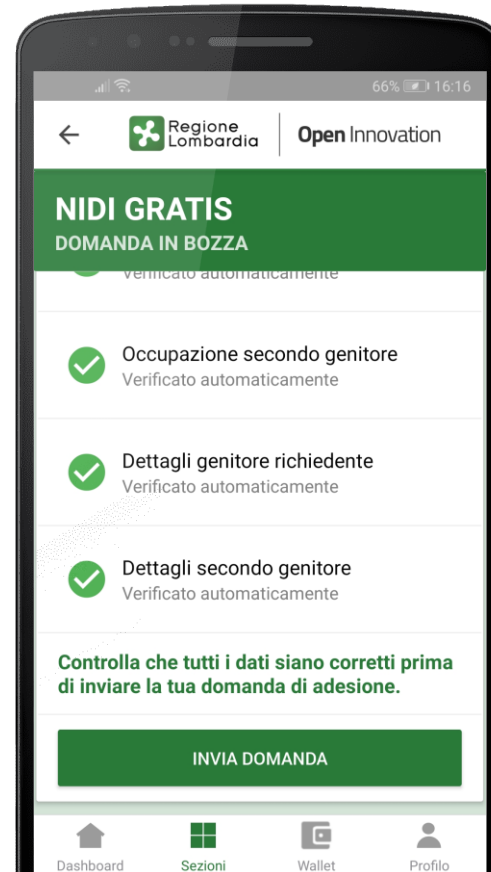 66% 16:16
Regione
Lombardia
Open Innovation
NIDI GRATIS
DOMANDA IN BOZZA
Verificato automaticamente
Occupazione secondo genitore
Verificato automaticamente
Dettagli genitore richiedente
Verificato automaticamente
Dettagli secondo genitore
Verificato automaticamente
Controlla che tutti i dati siano corretti prima
di inviare la tua domanda di adesione.
INVIA DOMANDA
Dashboard Sezioni Wallet Profilo